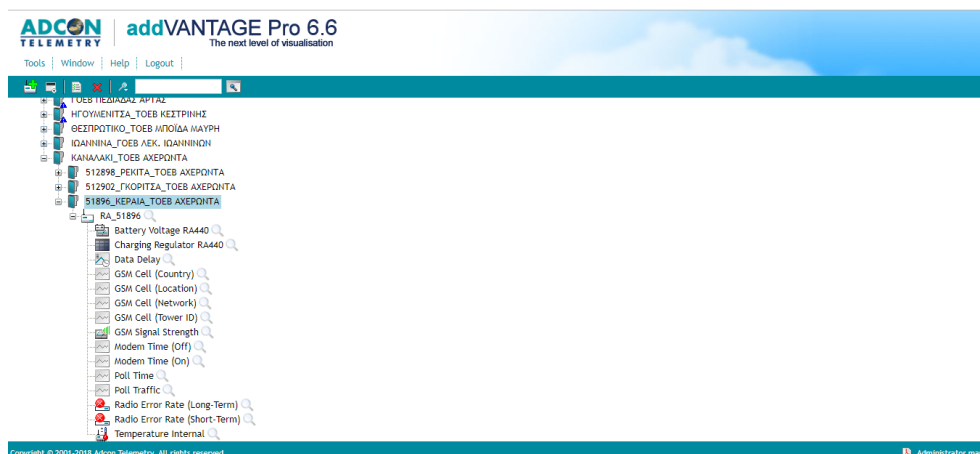 ADCON
TELEMETRY
addVANTAGE Pro 6.6
The next level of visualisation
Tools Window Help Logout
ΓΟΕΒ ΠΕΔΙΑΔΑΣ ΑΡΤΑΣ
ΗΓΟΥΜΕΝΙΤΣΑ_ΤΟΕΒ ΚΕΣΤΡΙΝΗΣ
ΘΕΣΠΡΩΤΙΚΟ_ΤΟΕΒ ΜΠΟΪΔΑ ΜΑΥΡΗ
ΙΩΑΝΝΙΝΑ_ΓΟΕΒ ΛΕΚ. ΙΩΑΝΝΙΝΩΝ
ΚΑΝΑΛΑΚΙ_ΤΟΕΒ ΑΧΕΡΩΝΤΑ
512898_ΡΕΚΙΤΑ_ΤΟΕΒ ΑΧΕΡΩΝΤΑ
512902_ΓΚΟΡΙΤΣΑ_ΤΟΕΒ ΑΧΕΡΩΝΤΑ
51896_ΚΕΡΑΙΑ_ΤΟΕΒ ΑΧΕΡΩΝΤΑ
RA_51896
Battery Voltage RA440
Charging Regulator RA440
Data Delay
GSM Cell (Country)
GSM Cell (Location)
GSM Cell (Network)
GSM Cell (Tower ID)
GSM Signal Strength
Modem Time (Off)
Modem Time (On)
Poll Time
Poll Traffic
Radio Error Rate (Long-Term)
Radio Error Rate (Short-Term)
Temperature Internal
Copyright © 2001-2018 Adcon Telemetry. All rights reserved. Administrator ma